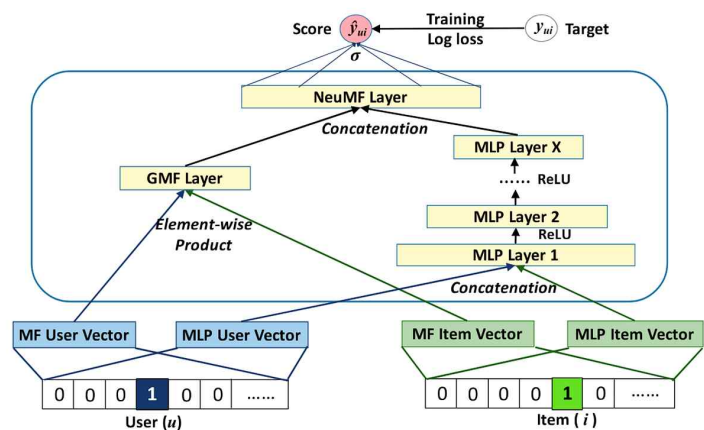 Score ŷui Training yui Target
Log loss
σ
NeuMF Layer
Concatenation
MLP Layer X
GMF Layer
...... ReLU
Element-wise
Product
MLP Layer 2
ReLU
MLP Layer 1
Concatenation
MF User Vector MLP User Vector MF Item Vector MLP Item Vector
0 0 0 1 0 0 ...... 0 0 0 0 1 0 ......
User (u) Item ( i )